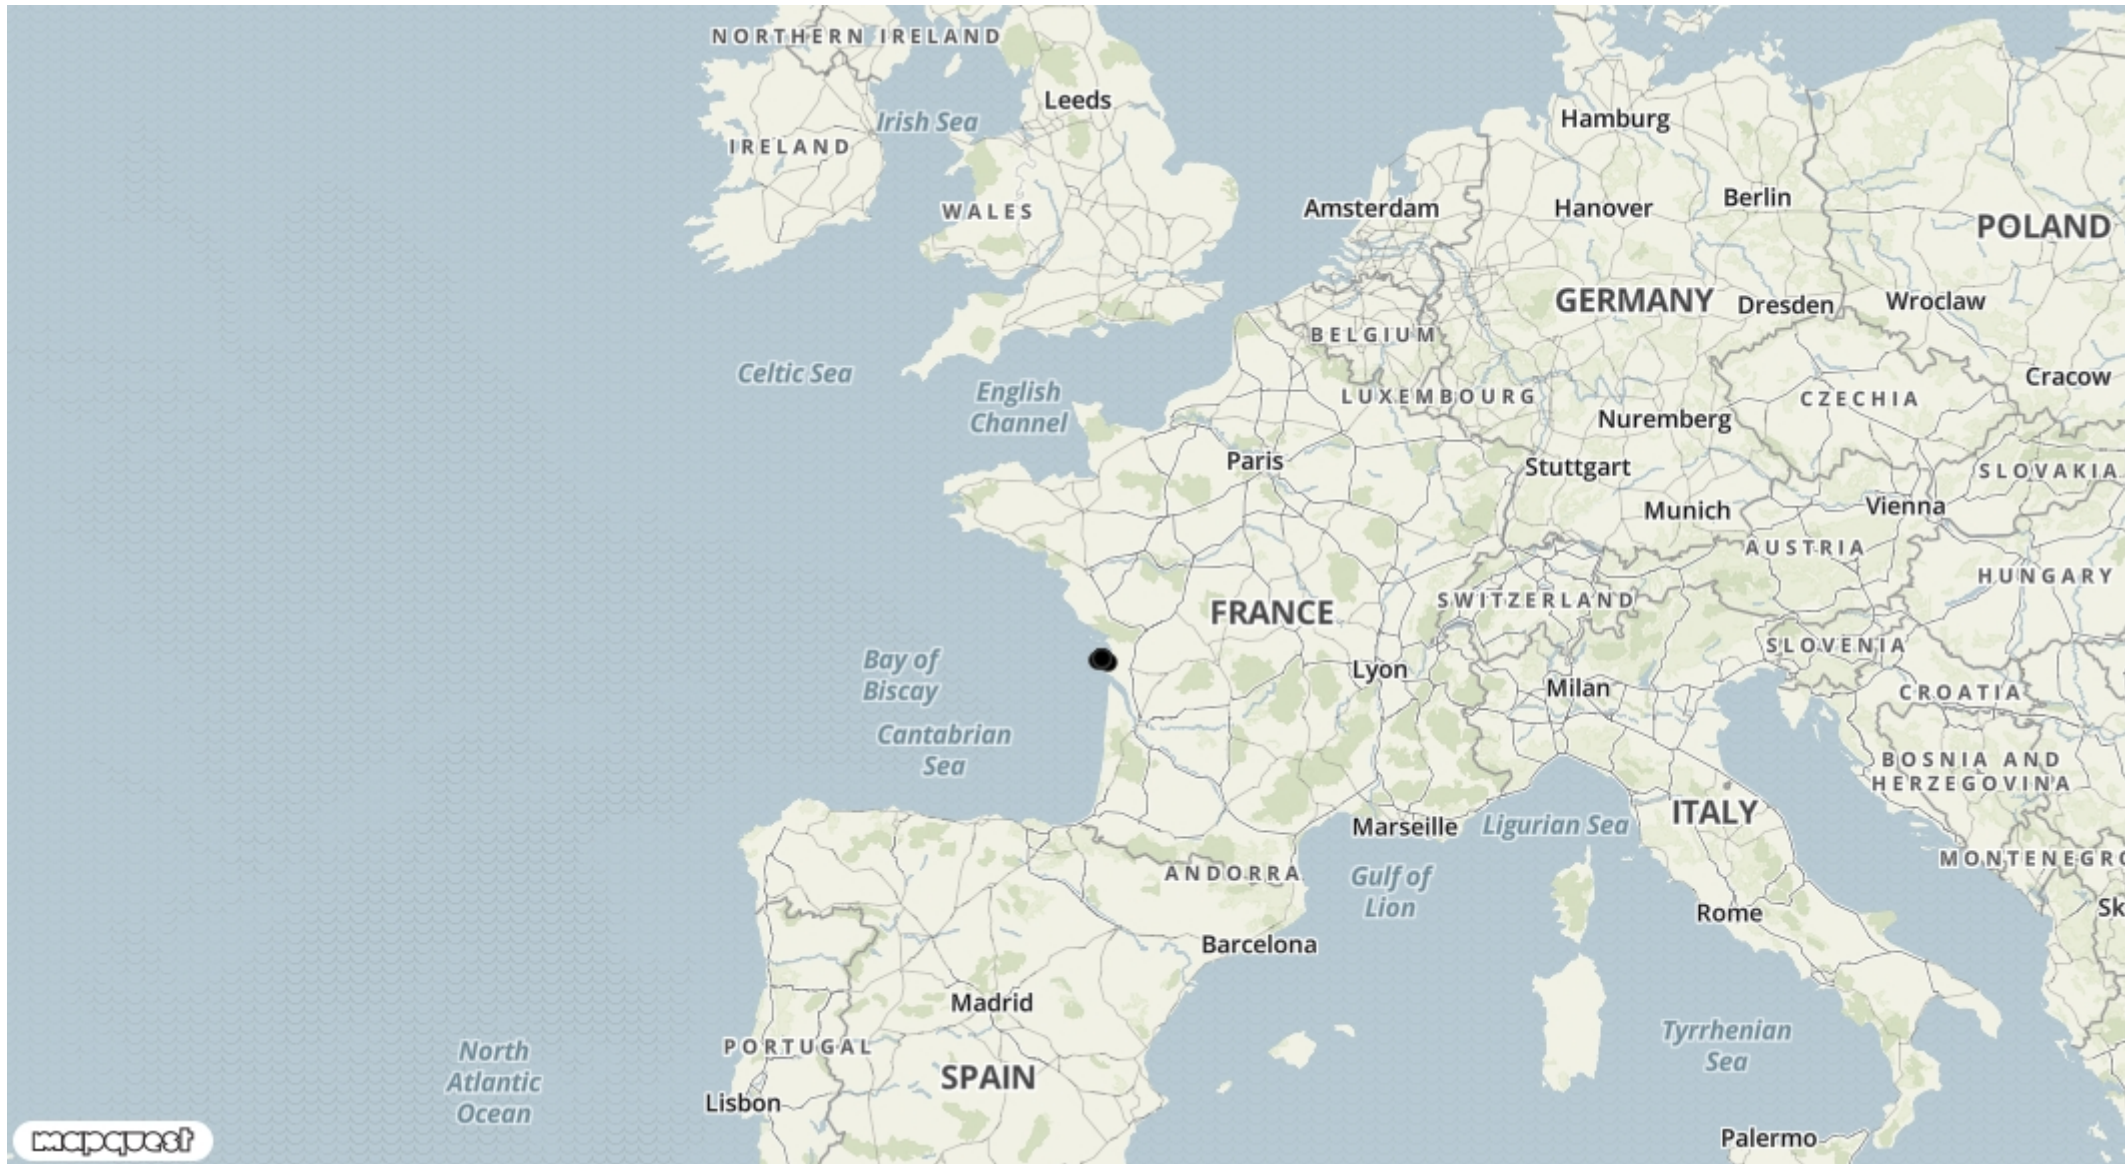 NORTHERN IRELAND
Leeds
Irish Sea
IRELAND
Hamburg
WALES
Amsterdam
Hanover
Berlin
POLAND
GERMANY
Dresden
Wroclaw
BELGIUM
Celtic Sea
English
Channel
LUXEMBOURG
Cracow
CZECHIA
Nuremberg
Paris
Stuttgart
SLOVAKIA
Munich
Vienna
AUSTRIA
HUNGARY
FRANCE
SWITZERLAND
SLOVENIA
Bay of
Biscay
Lyon
Milan
CROATIA
Cantabrian
Sea
BOSNIA AND
HERZEGOVINA
ITALY
Marseille
Ligurian Sea
MONTENEGRO
ANDORRA
Gulf of
Lion
Rome
Sk
Barcelona
Madrid
Tyrrhenian
Sea
PORTUGAL
North
Atlantic
Ocean
SPAIN
Lisbon
mapquest
Palermo